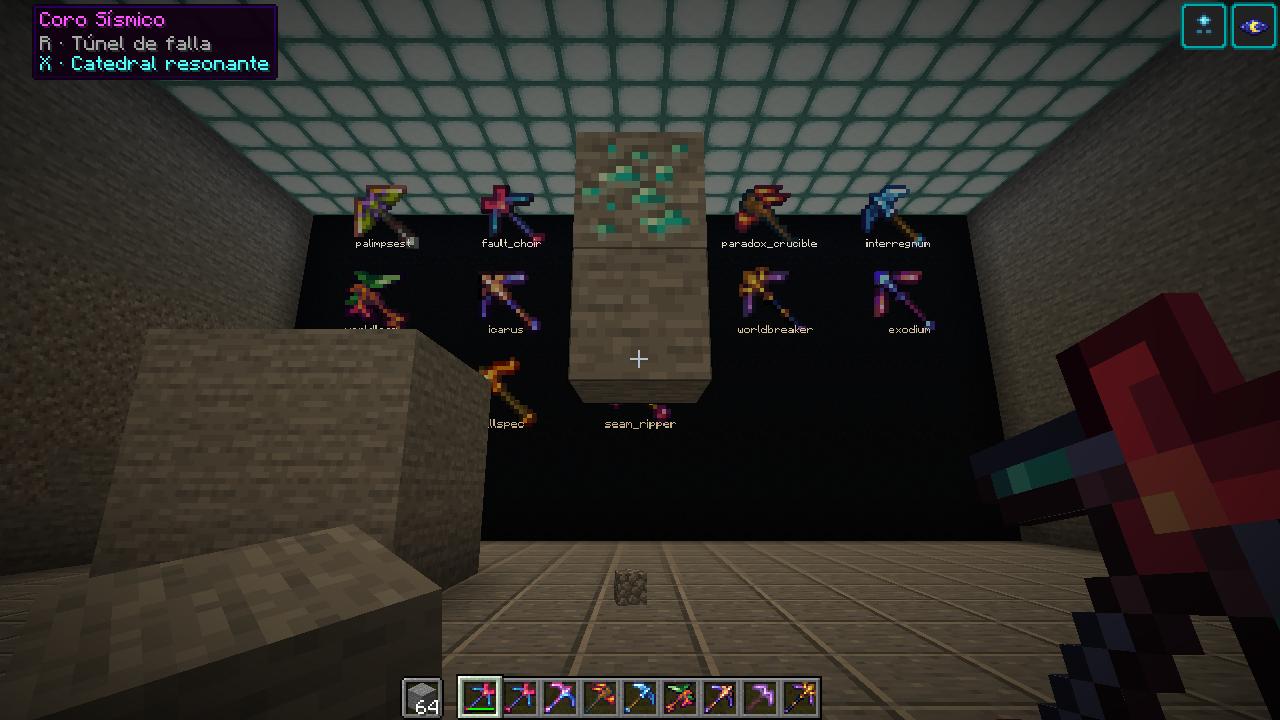 Coro Sísmico
R · Túnel de falla
X · Catedral resonante
palimpsest
fault_choir
paradox_crucible
interregnum
icarus
worldbreaker
exodium
seam_ripper
64